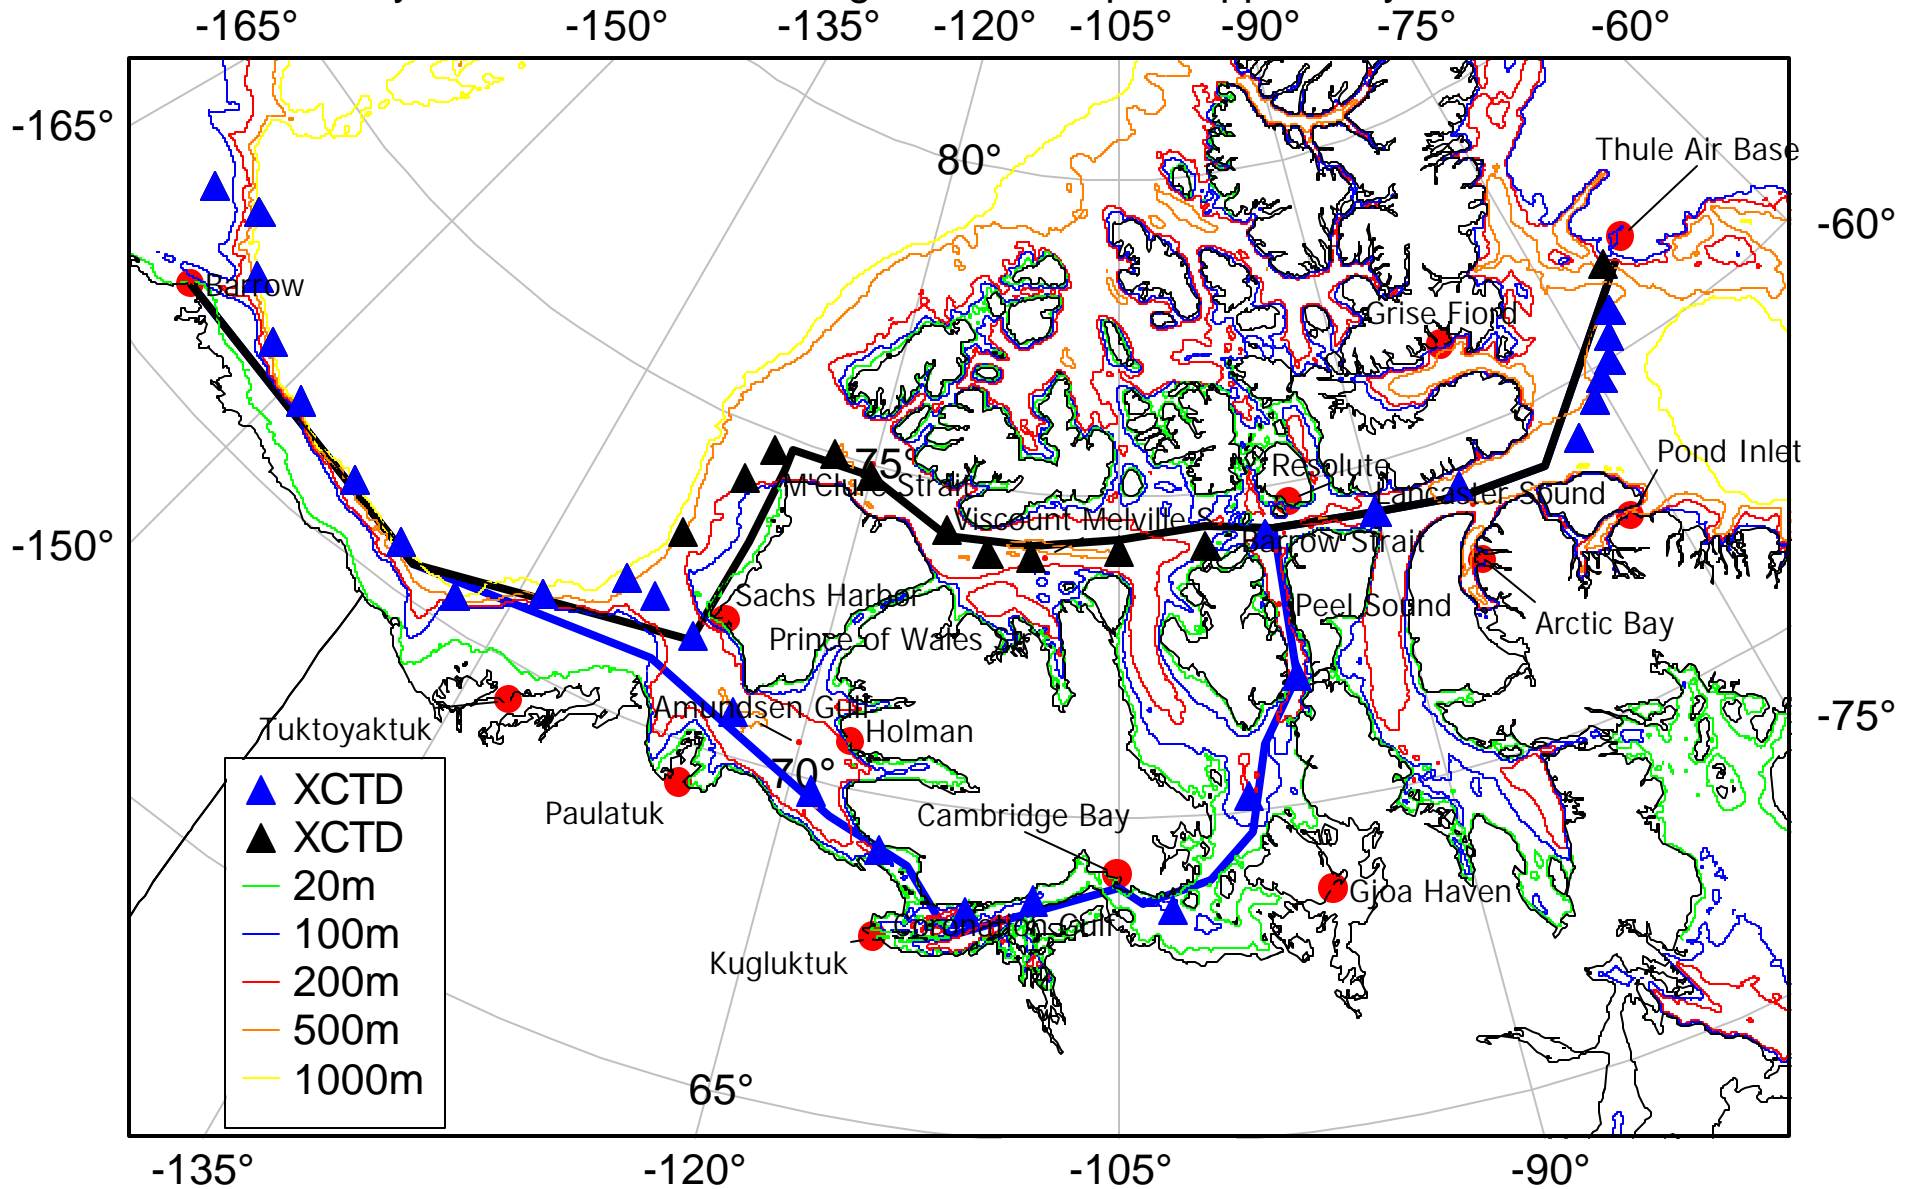 -165° -150° -135° -120° -105° -90° -75° -60°
-165°
Thule Air Base
80°
-60°
Barrow
Grise Fiord
75°
Resolute
Pond Inlet
M'Clure Strait
Lancaster Sound
Viscount Melville S
Barrow Strait
-150°
Sachs Harbor
Peel Sound
Arctic Bay
Prince of Wales
Amundsen Gulf
-75°
Tuktoyaktuk
Holman
70°
XCTD
Paulatuk
Cambridge Bay
XCTD
20m
Gjoa Haven
100m
Coronation Gulf
Kugluktuk
200m
500m
1000m
65°
-135° -120° -105° -90°